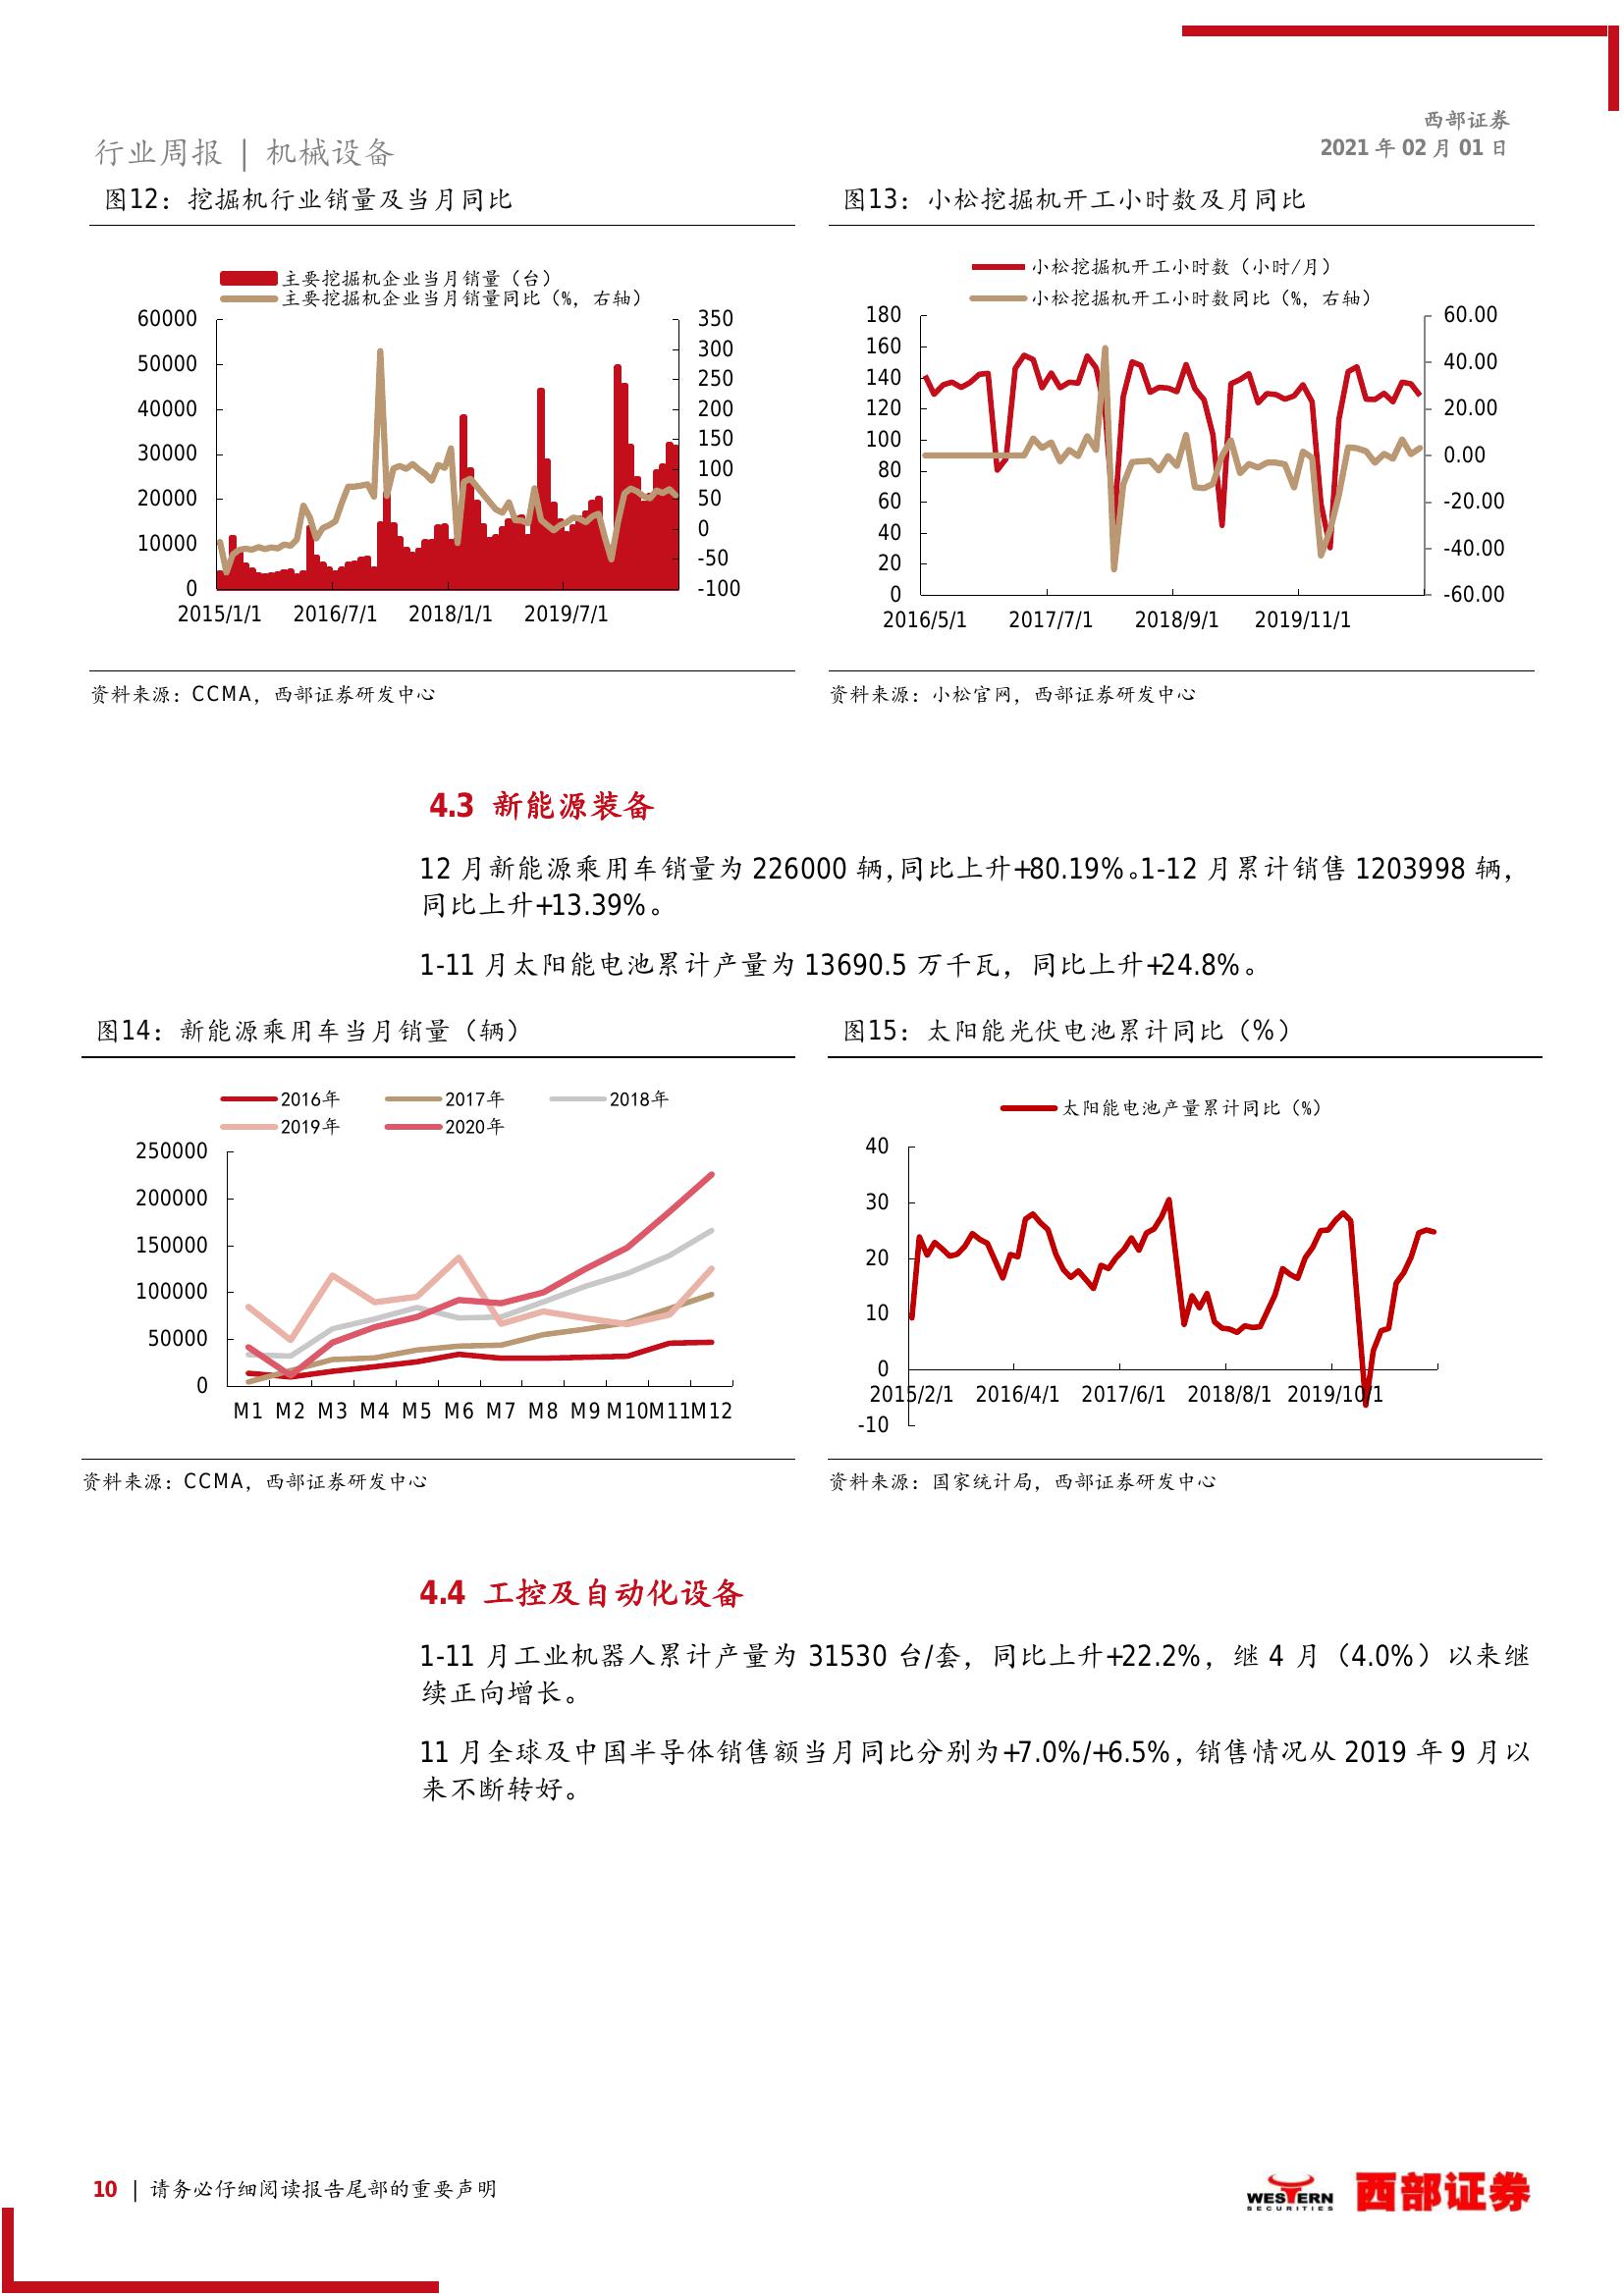 西部证券
2021 年 02 月 01 日
行业周报 | 机械设备
图12：挖掘机行业销量及当月同比
主要挖掘机企业当月销量（台）
主要挖掘机企业当月销量同比（%，右轴）
60000
50000
40000
30000
20000
10000
0
350
300
250
200
150
100
50
0
-50
-100
2015/1/1 2016/7/1 2018/1/1 2019/7/1
资料来源：CCMA，西部证券研发中心
图13：小松挖掘机开工小时数及月同比
小松挖掘机开工小时数（小时/月）
小松挖掘机开工小时数同比（%，右轴）
180
160
140
120
100
80
60
40
20
0
60.00
40.00
20.00
0.00
-20.00
-40.00
-60.00
2016/5/1 2017/7/1 2018/9/1 2019/11/1
资料来源：小松官网，西部证券研发中心
4.3 新能源装备
12 月新能源乘用车销量为 226000 辆，同比上升+80.19%。1-12 月累计销售 1203998 辆，
同比上升+13.39%。
1-11 月太阳能电池累计产量为 13690.5 万千瓦，同比上升+24.8%。
图14：新能源乘用车当月销量（辆）
2016年 2017年 2018年
2019年 2020年
250000
200000
150000
100000
50000
0
M1 M2 M3 M4 M5 M6 M7 M8 M9 M10 M11 M12
资料来源：CCMA，西部证券研发中心
图15：太阳能光伏电池累计同比（%）
太阳能电池产量累计同比（%）
40
30
20
10
0
-10
2015/2/1 2016/4/1 2017/6/1 2018/8/1 2019/10/1
资料来源：国家统计局，西部证券研发中心
4.4 工控及自动化设备
1-11 月工业机器人累计产量为 31530 台/套，同比上升+22.2%，继 4 月（4.0%）以来继
续正向增长。
11 月全球及中国半导体销售额当月同比分别为+7.0%/+6.5%，销售情况从 2019 年 9 月以
来不断转好。
10 | 请务必仔细阅读报告尾部的重要声明
WESTERN
SECURITIES
西部证券